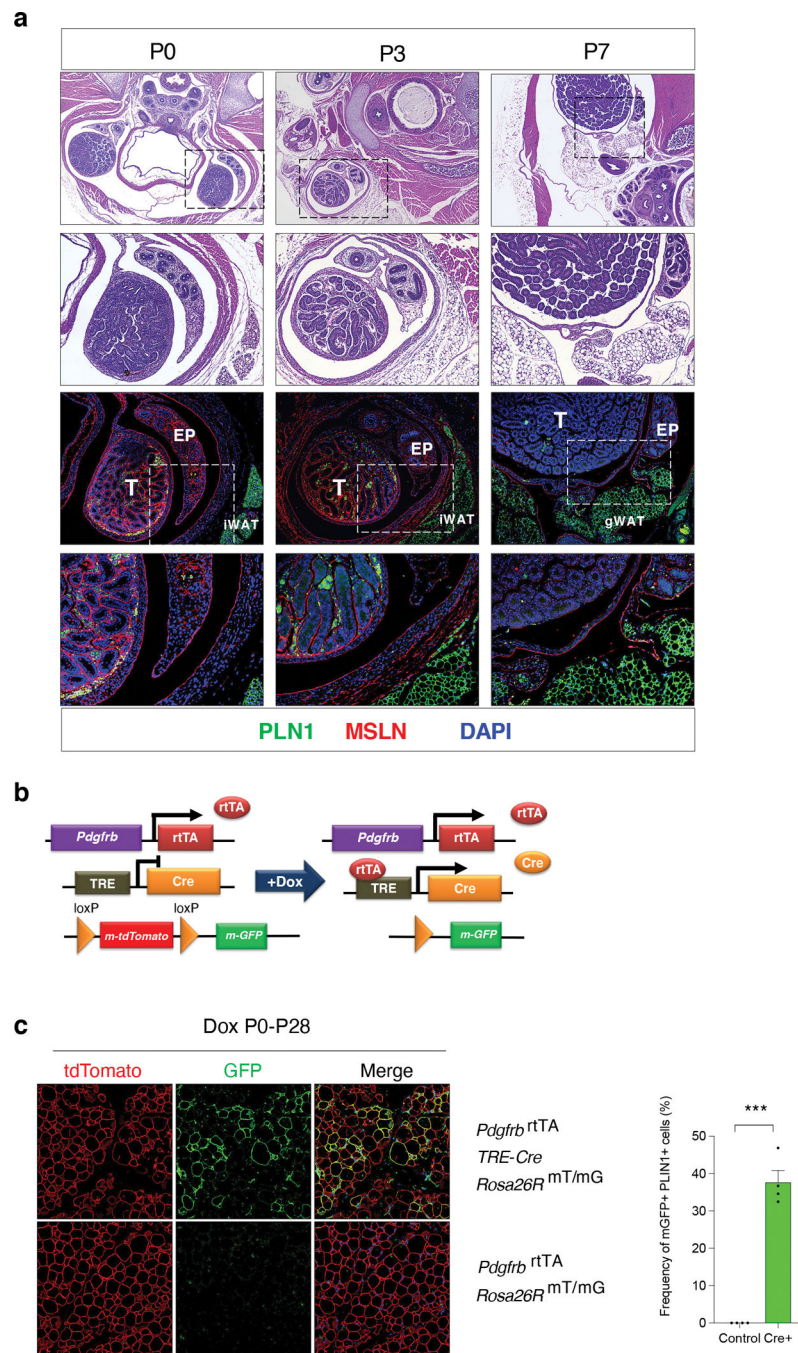 a
P0 P3 P7
T EP iWAT
T EP iWAT
T EP gWAT
PLN1 MSLN DAPI
b
Pdgfrb rtTA rtTA
TRE Cre
loxP loxP
m-tdTomato m-GFP
+Dox
Pdgfrb rtTA rtTA
rtTA TRE Cre Cre
m-GFP
c
Dox P0-P28
tdTomato GFP Merge
Pdgfrb rtTA
TRE-Cre
Rosa26R mT/mG
Pdgfrb rtTA
Rosa26R mT/mG
Frequency of mGFP+ PLIN1+ cells (%)
50
40
30
20
10
0
***
Control Cre+